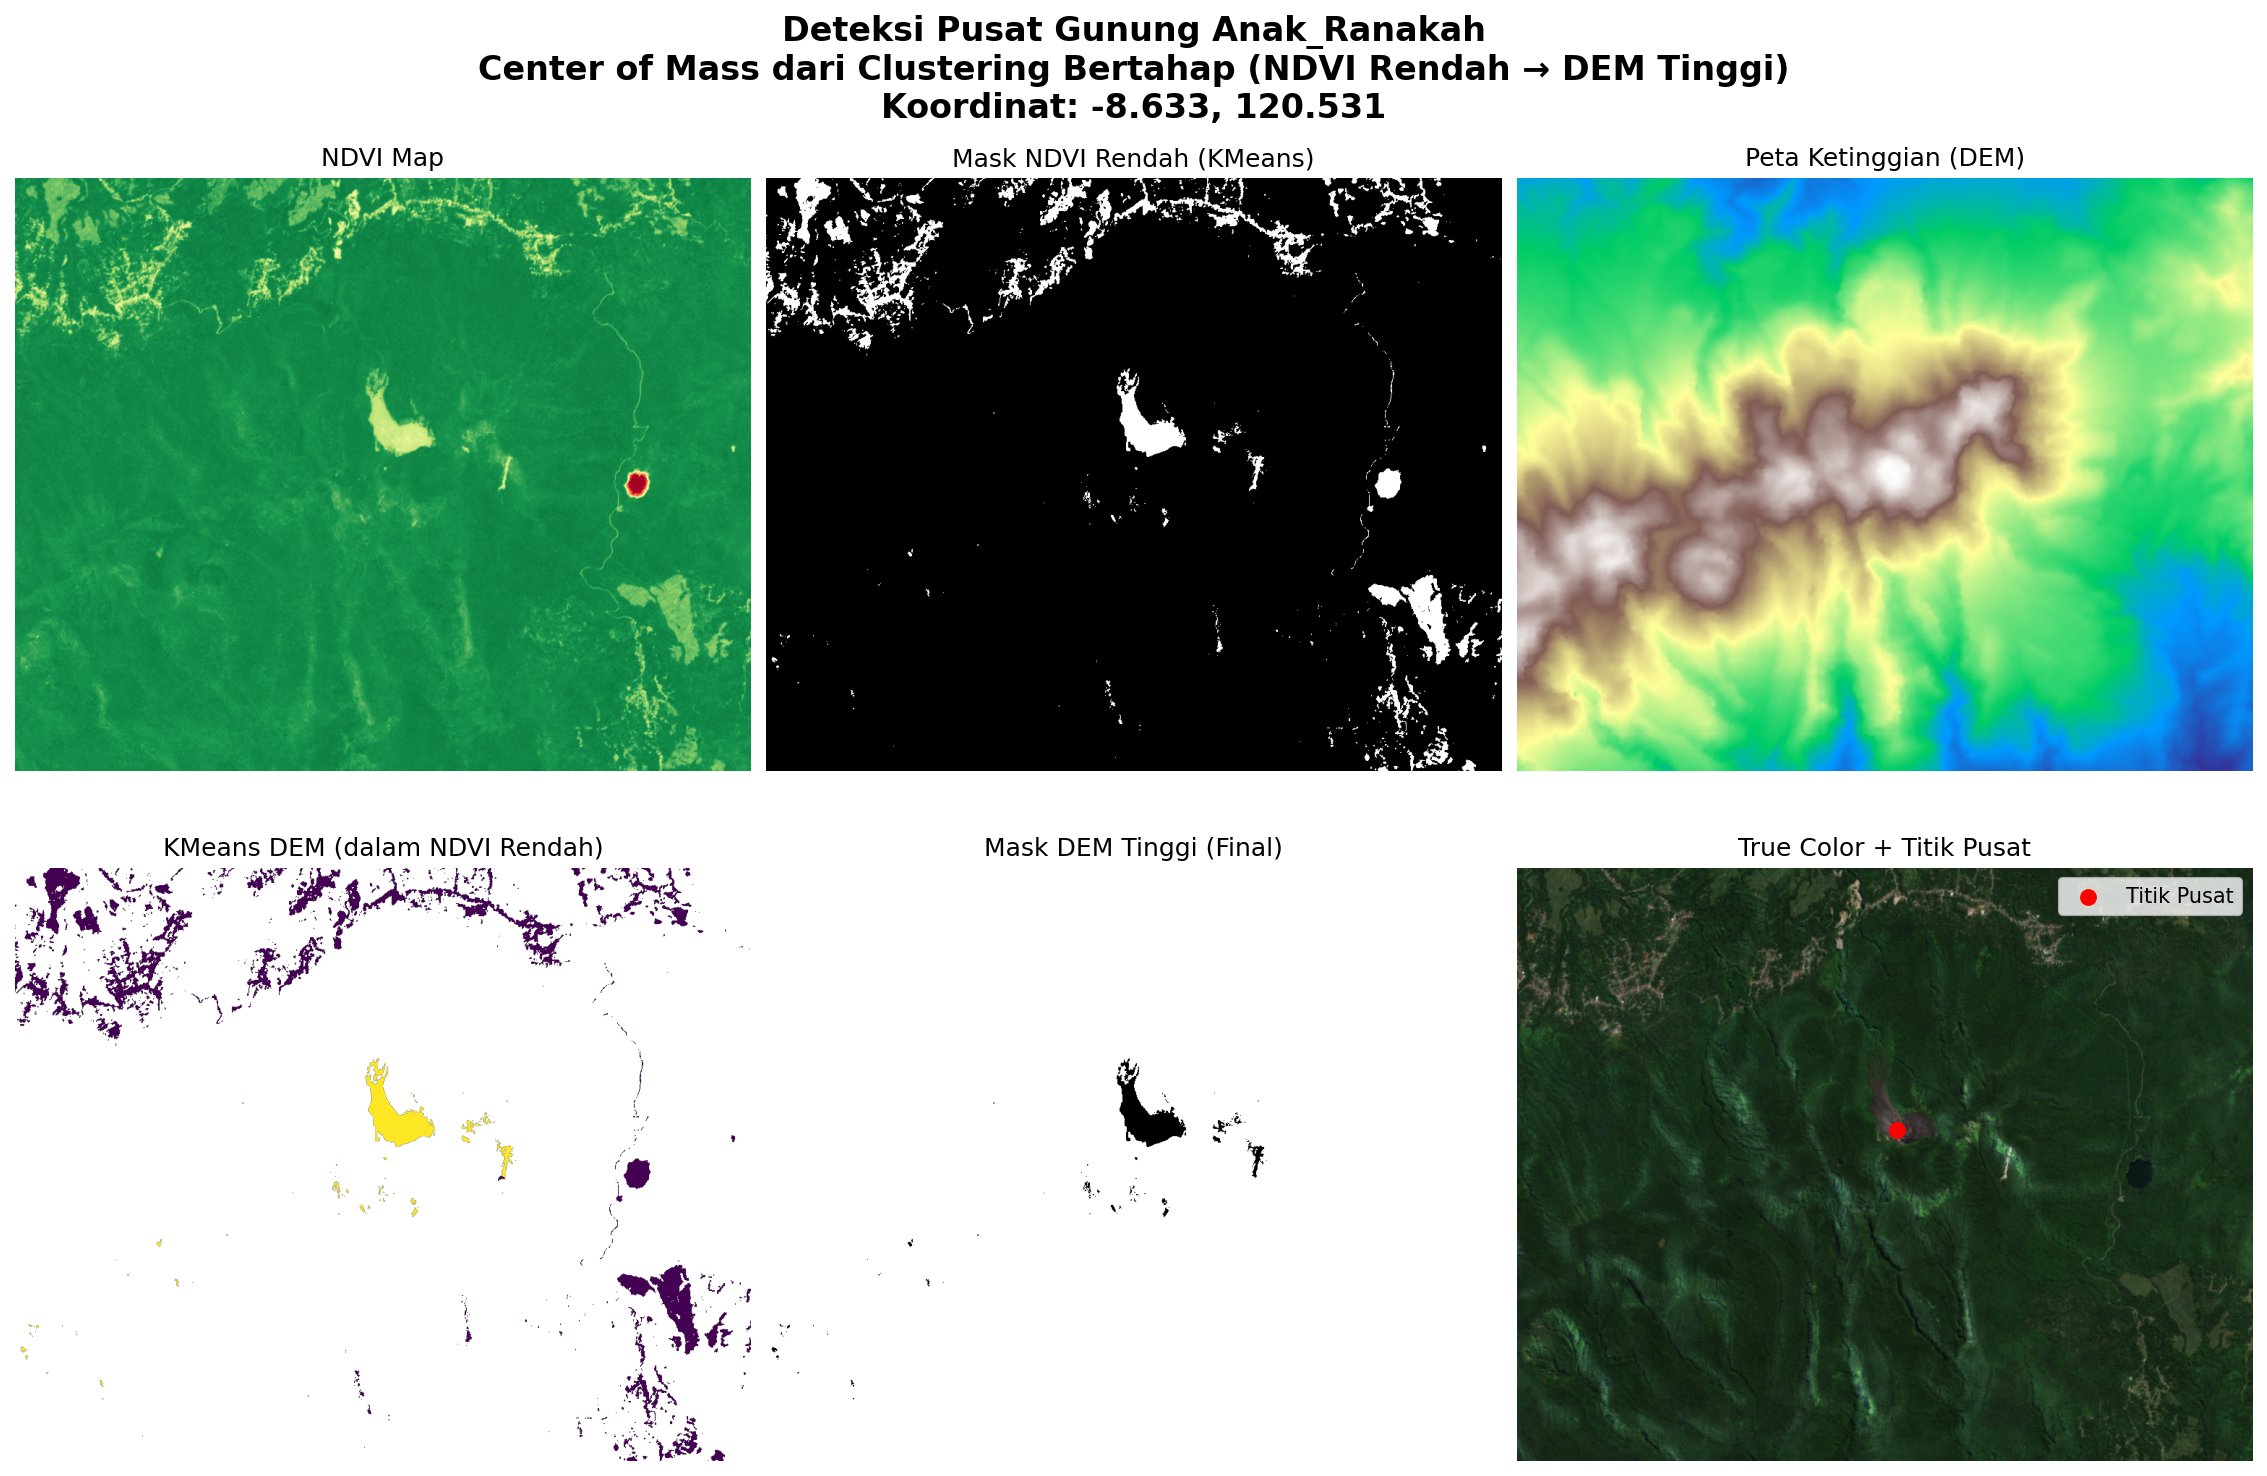 Deteksi Pusat Gunung Anak_Ranakah
Center of Mass dari Clustering Bertahap (NDVI Rendah → DEM Tinggi)
Koordinat: -8.633, 120.531
NDVI Map
Mask NDVI Rendah (KMeans)
Peta Ketinggian (DEM)
KMeans DEM (dalam NDVI Rendah)
Mask DEM Tinggi (Final)
True Color + Titik Pusat
Titik Pusat